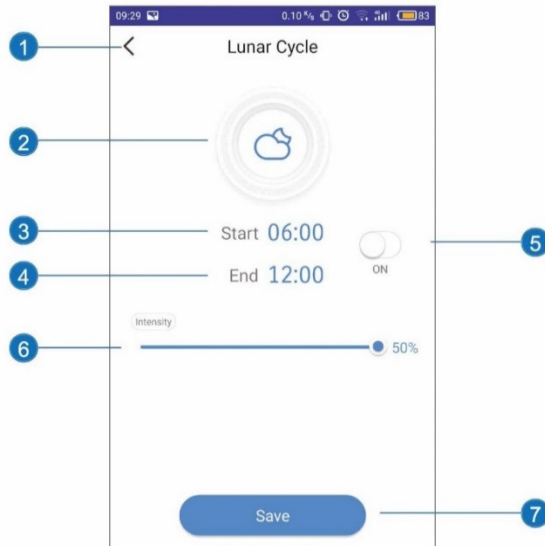 09:29 0.10 K/s 83
1 Lunar Cycle
2
3 Start 06:00
5
4 End 12:00
ON
Intensity
6 50%
Save 7